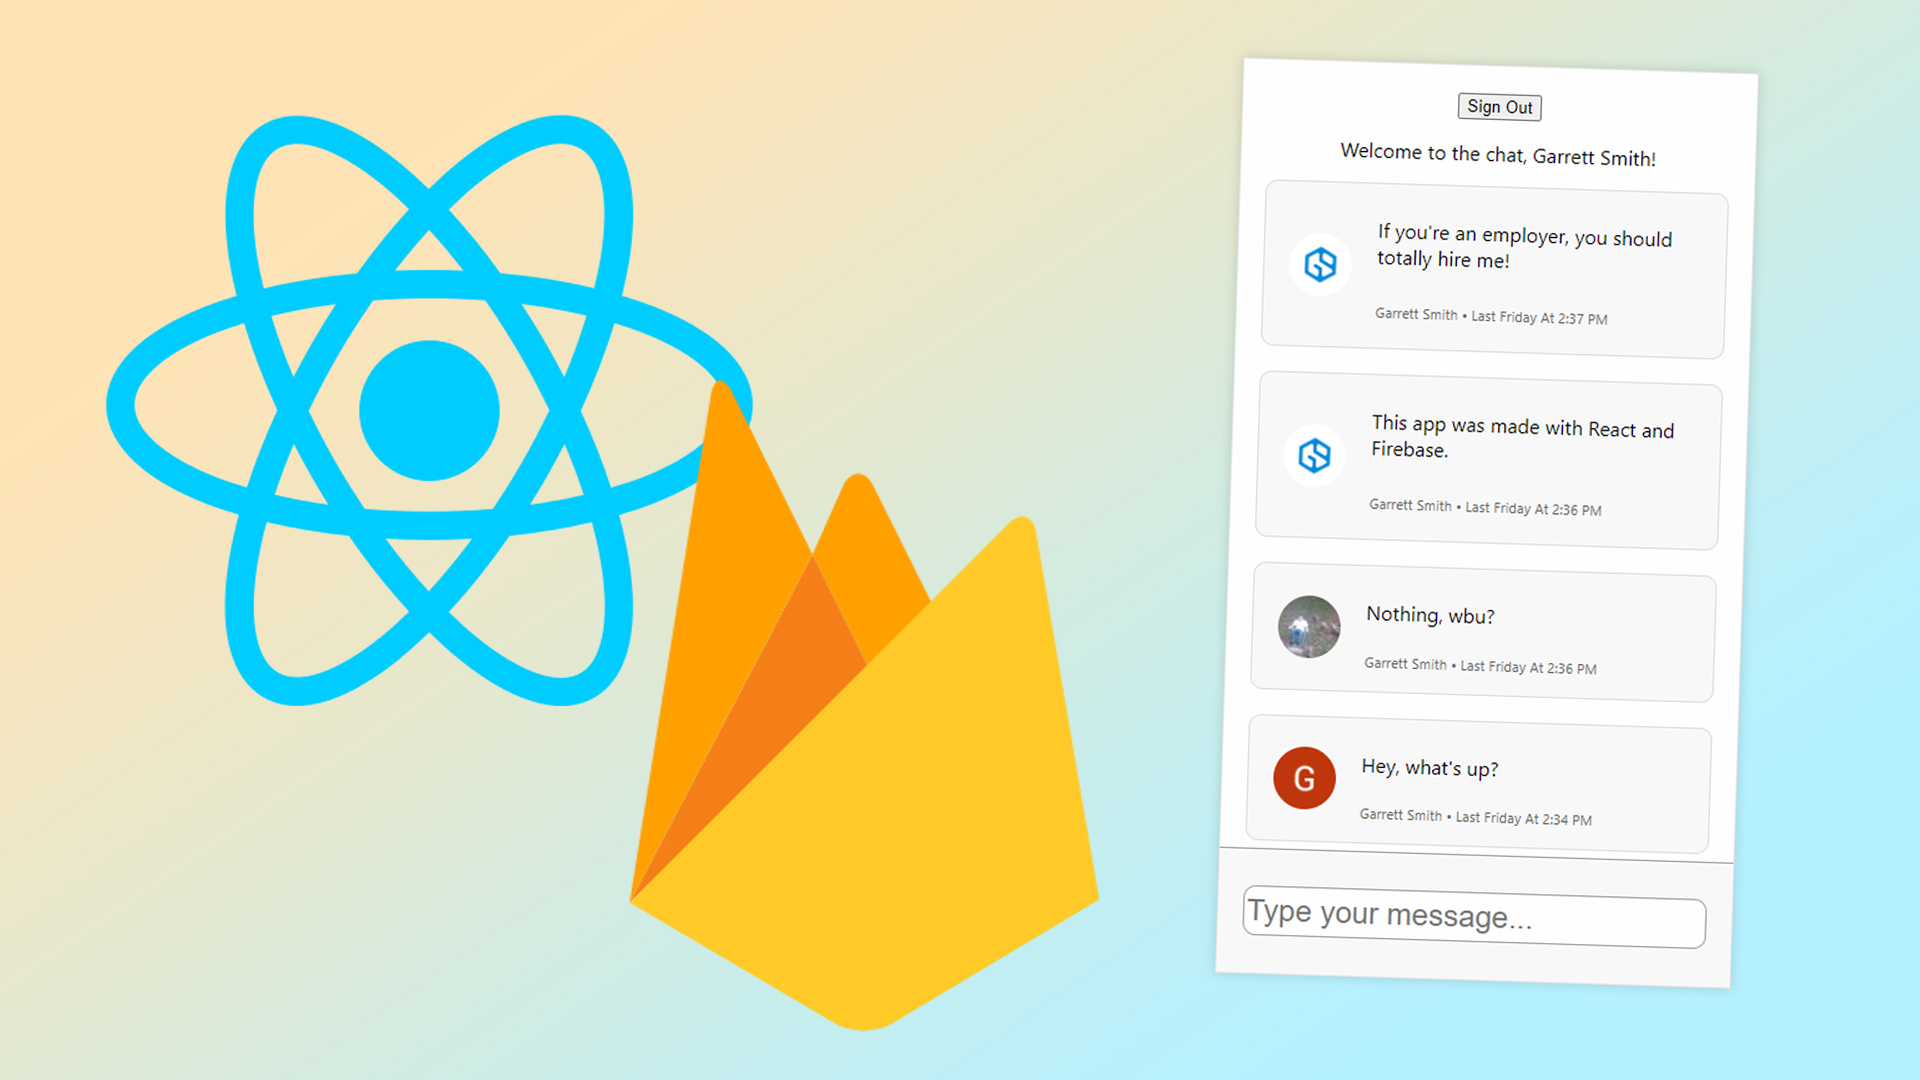 Sign Out
Welcome to the chat, Garrett Smith!
If you're an employer, you should
totally hire me!
Garrett Smith • Last Friday At 2:37 PM
This app was made with React and
Firebase.
Garrett Smith • Last Friday At 2:36 PM
Nothing, wbu?
Garrett Smith • Last Friday At 2:36 PM
G
Hey, what's up?
Garrett Smith • Last Friday At 2:34 PM
Type your message...